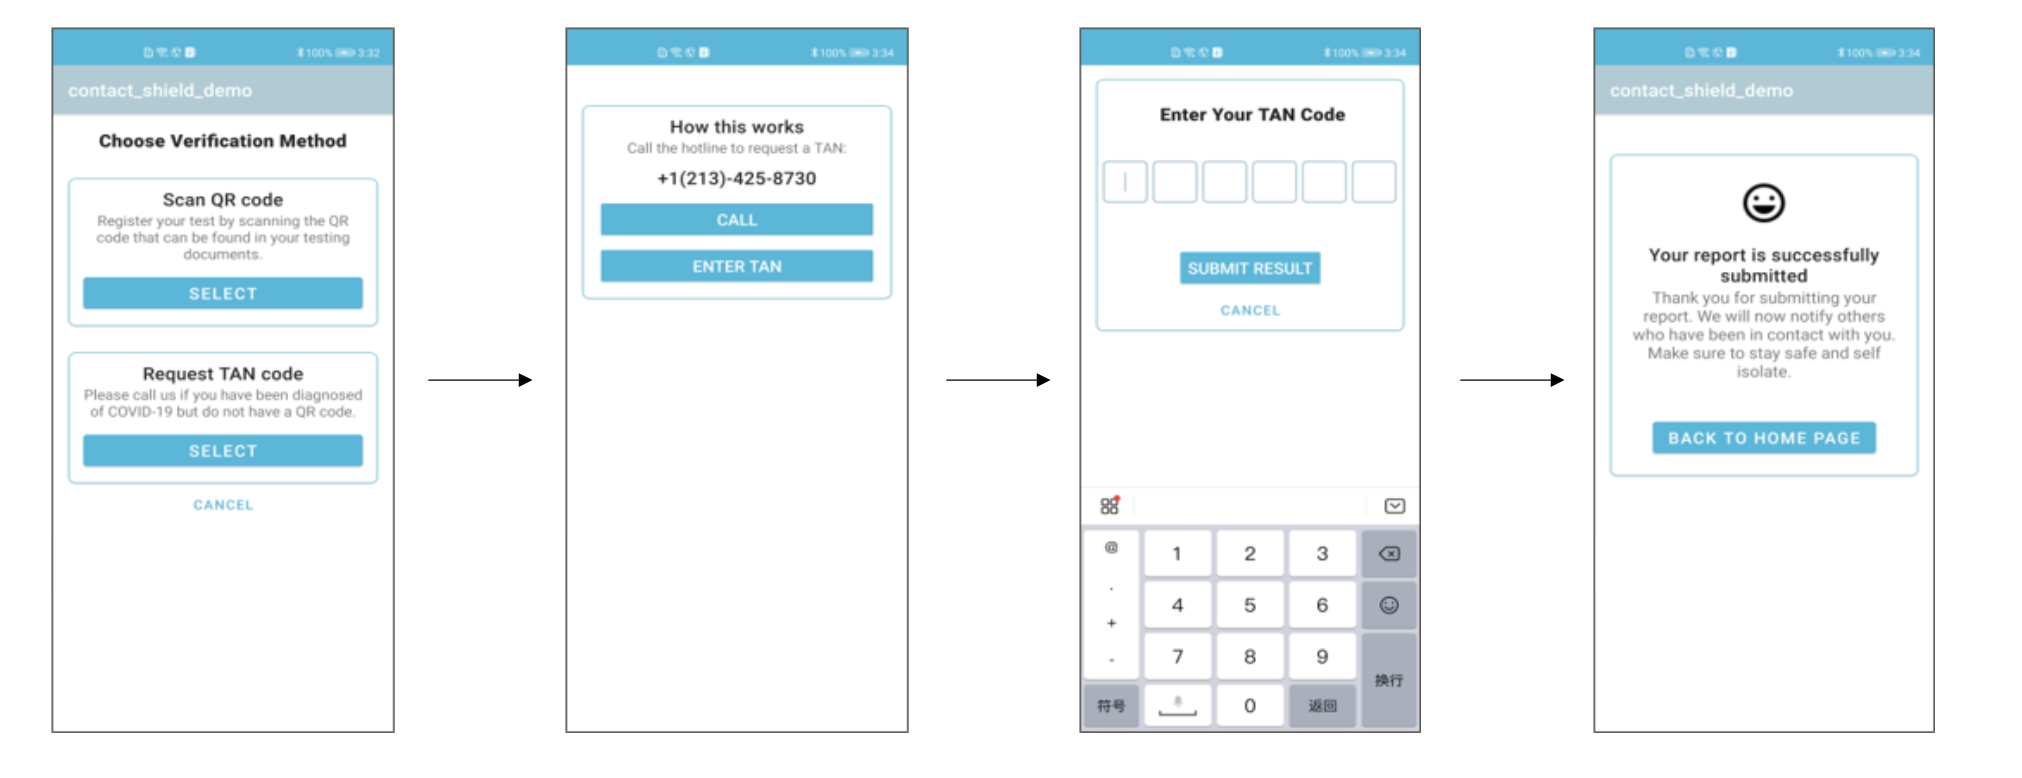 100% 3:32
contact_shield_demo
Choose Verification Method
Scan QR code
Register your test by scanning the QR
code that can be found in your testing
documents.
SELECT
Request TAN code
Please call us if you have been diagnosed
of COVID-19 but do not have a QR code.
SELECT
CANCEL
100% 3:34
How this works
Call the hotline to request a TAN:
+1(213)-425-8730
CALL
ENTER TAN
100% 3:34
Enter Your TAN Code
SUBMIT RESULT
CANCEL
@
1 2 3
.
4 5 6
+
-
7 8 9
换行
符号 0 返回
100% 3:34
contact_shield_demo
Your report is successfully
submitted
Thank you for submitting your
report. We will now notify others
who have been in contact with you.
Make sure to stay safe and self
isolate.
BACK TO HOME PAGE